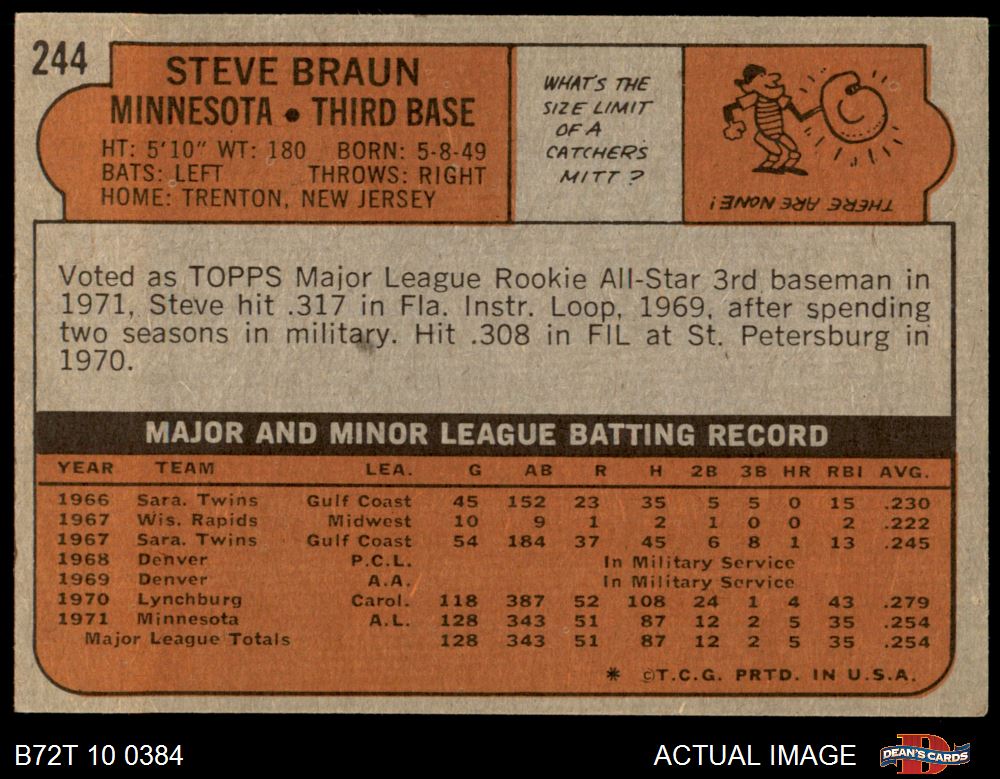 244
STEVE BRAUN
MINNESOTA • THIRD BASE
HT: 5'10" WT: 180 BORN: 5-8-49
BATS: LEFT THROWS: RIGHT
HOME: TRENTON, NEW JERSEY
WHAT'S THE
SIZE LIMIT
OF A
CATCHERS
MITT?
THERE ARE NONE!
Voted as TOPPS Major League Rookie All-Star 3rd baseman in
1971, Steve hit .317 in Fla. Instr. Loop, 1969, after spending
two seasons in military. Hit .308 in FIL at St. Petersburg in
1970.
MAJOR AND MINOR LEAGUE BATTING RECORD
YEAR TEAM LEA. G AB R H 2B 3B HR RBI AVG.
1966 Sara. Twins Gulf Coast 45 152 23 35 5 5 0 15 .230
1967 Wis. Rapids Midwest 10 9 1 2 1 0 0 2 .222
1967 Sara. Twins Gulf Coast 54 184 37 45 6 8 1 13 .245
1968 Denver P.C.L. In Military Service
1969 Denver A.A. In Military Service
1970 Lynchburg Carol. 118 387 52 108 24 1 4 43 .279
1971 Minnesota A.L. 128 343 51 87 12 2 5 35 .254
Major League Totals 128 343 51 87 12 2 5 35 .254
* ©T.C.G. PRTD. IN U.S.A.
B72T 10 0384
ACTUAL IMAGE
D
DEAN'S CARDS